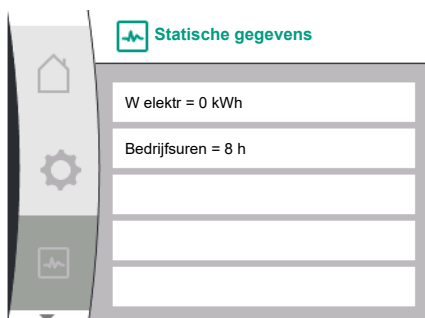 Statische gegevens
W elektr = 0 kWh
Bedrijfsuren = 8 h